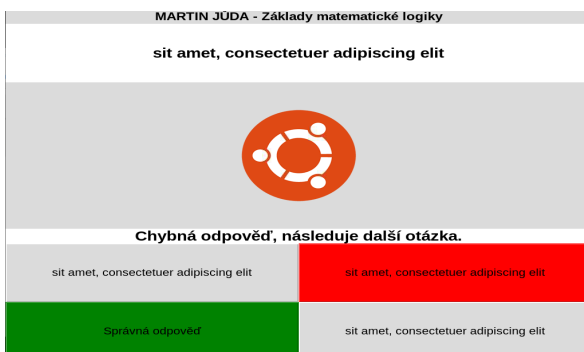 MARTIN JŮDA - Základy matematické logiky
sit amet, consectetuer adipiscing elit
Chybná odpověď, následuje další otázka.
sit amet, consectetuer adipiscing elit
sit amet, consectetuer adipiscing elit
Správná odpověď
sit amet, consectetuer adipiscing elit